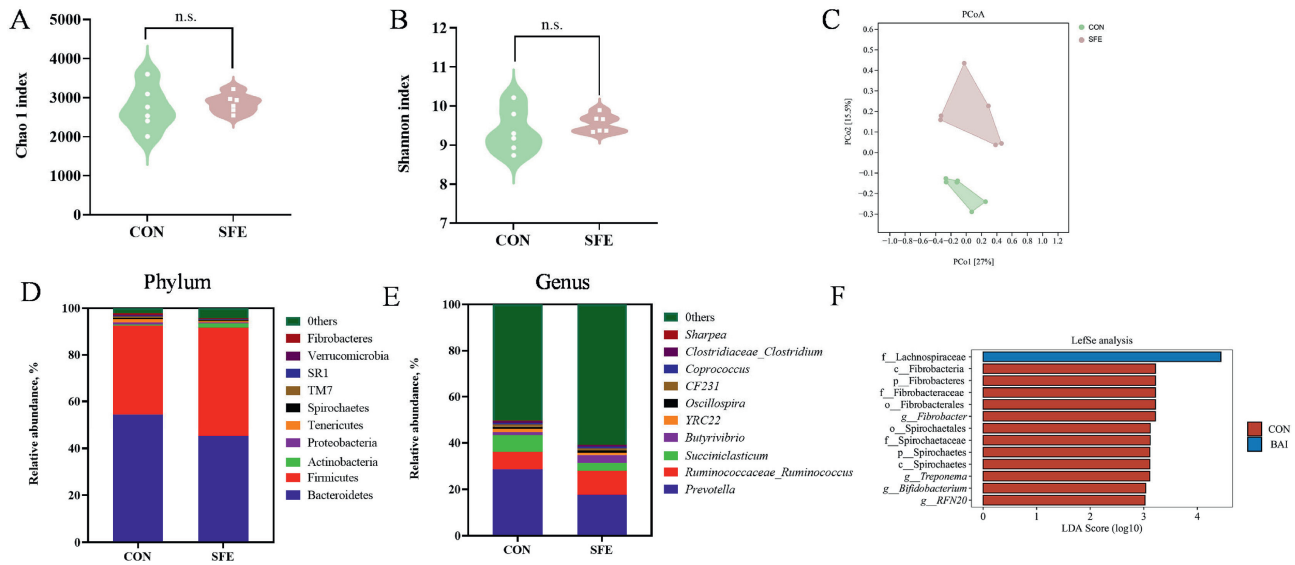 A
n.s.
5000
4000
3000
2000
1000
0
Chao 1 index
CON
SFE
B
n.s.
12
11
10
9
8
7
Shannon index
CON
SFE
C
PCoA
CON
SFE
0.6
0.5
0.4
0.3
0.2
0.1
0.0
-0.1
-0.2
-0.3
PCo2 [15.5%]
-1.0 -0.8 -0.6 -0.4 -0.2 0.0 0.2 0.4 0.6 0.8 1.0 1.2
PCo1 [27%]
D
Phylum
100
80
60
40
20
0
Relative abundance, %
CON
SFE
0thers
Fibrobacteres
Verrucomicrobia
SR1
TM7
Spirochaetes
Tenericutes
Proteobacteria
Actinobacteria
Firmicutes
Bacteroidetes
E
Genus
100
80
60
40
20
0
Relative abundance, %
CON
SFE
0thers
Sharpea
Clostridiaceae_Clostridium
Coprococcus
CF231
Oscillospira
YRC22
Butyrivibrio
Succiniclasticum
Ruminococcaceae_Ruminococcus
Prevotella
F
LefSe analysis
f__Lachnospiraceae
c__Fibrobacteria
p__Fibrobacteres
f__Fibrobacteraceae
o__Fibrobacterales
g__Fibrobacter
o__Spirochaetales
f__Spirochaetaceae
p__Spirochaetes
c__Spirochaetes
g__Treponema
g__Bifidobacterium
g__RFN20
0 1 2 3 4
LDA Score (log10)
CON
BAI